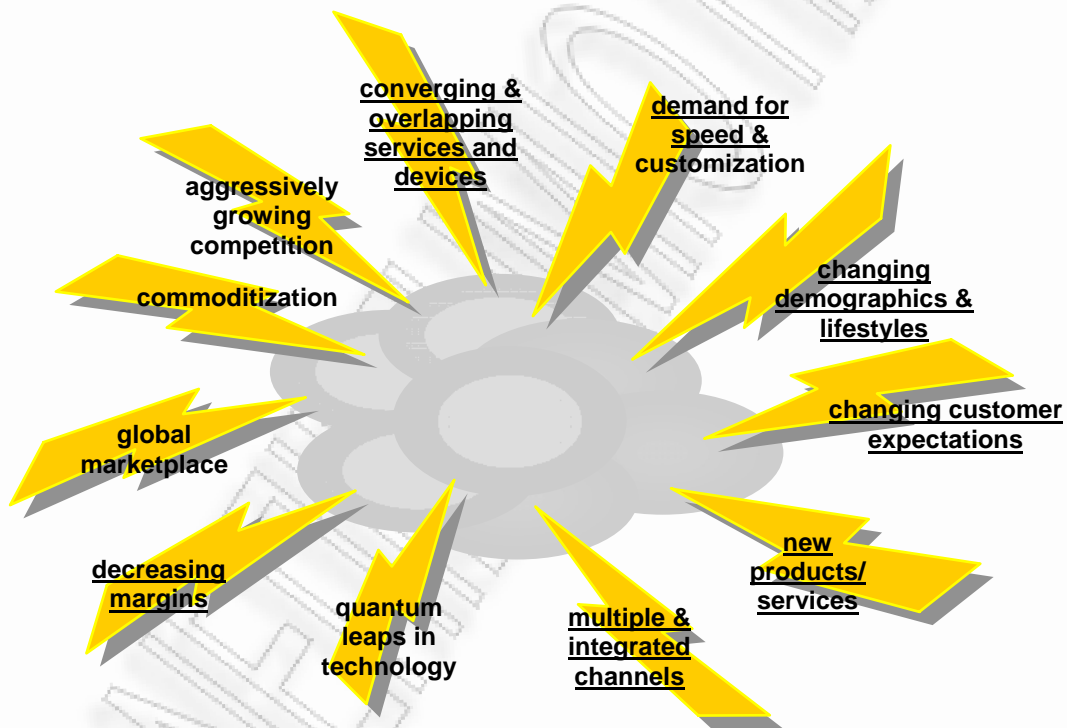 converging &
overlapping
services and
devices
demand for
speed &
customization
aggressively
growing
competition
changing
demographics &
lifestyles
commoditization
changing customer
expectations
global
marketplace
new
products/
services
decreasing
margins
quantum
leaps in
technology
multiple &
integrated
channels